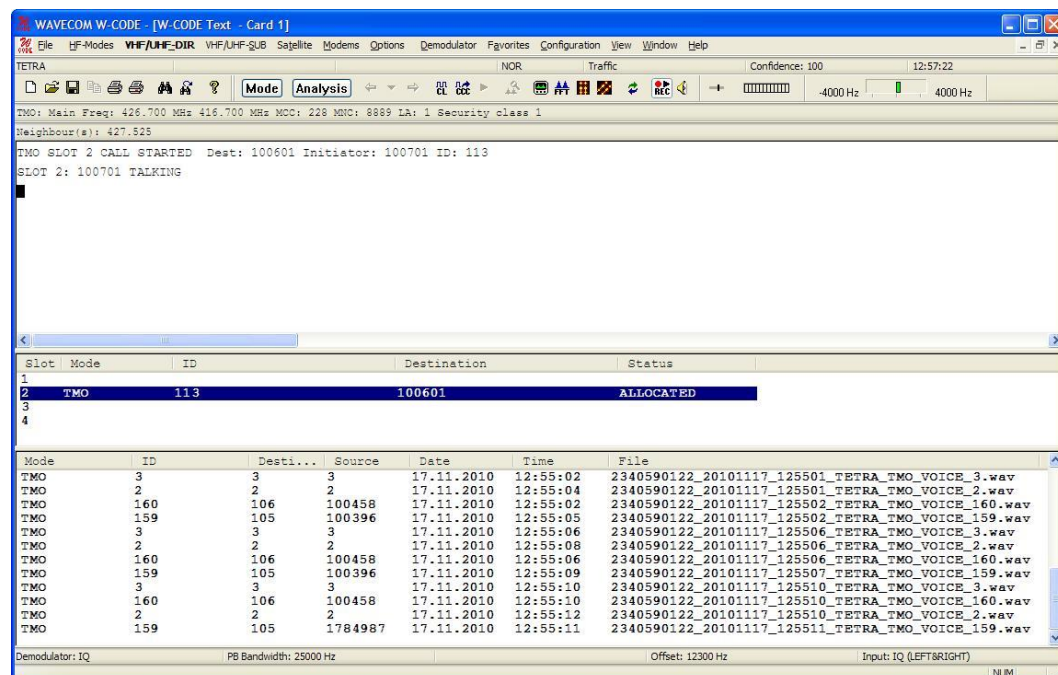 WAVECOM W-CODE - [W-CODE Text - Card 1]
File HF-Modes VHF/UHF-DIR VHF/UHF-SUB Satellite Modems Options Demodulator Favorites Configuration View Window Help
TETRA NOR Traffic Confidence: 100 12:57:22
Mode Analysis CL OCC FFT REC -4000 Hz 4000 Hz
TMO: Main Freq: 426.700 MHz 416.700 MHz MCC: 228 MNC: 8889 LA: 1 Security class 1
Neighbour(s): 427.525
TMO SLOT 2 CALL STARTED Dest: 100601 Initiator: 100701 ID: 113
SLOT 2: 100701 TALKING
Slot Mode ID Destination Status
1
2 TMO 113 100601 ALLOCATED
3
4
Mode ID Desti... Source Date Time File
TMO 3 3 3 17.11.2010 12:55:02 2340590122_20101117_125501_TETRA_TMO_VOICE_3.wav
TMO 2 2 2 17.11.2010 12:55:04 2340590122_20101117_125501_TETRA_TMO_VOICE_2.wav
TMO 160 106 100458 17.11.2010 12:55:02 2340590122_20101117_125502_TETRA_TMO_VOICE_160.wav
TMO 159 105 100396 17.11.2010 12:55:05 2340590122_20101117_125502_TETRA_TMO_VOICE_159.wav
TMO 3 3 3 17.11.2010 12:55:06 2340590122_20101117_125506_TETRA_TMO_VOICE_3.wav
TMO 2 2 2 17.11.2010 12:55:08 2340590122_20101117_125506_TETRA_TMO_VOICE_2.wav
TMO 160 106 100458 17.11.2010 12:55:06 2340590122_20101117_125506_TETRA_TMO_VOICE_160.wav
TMO 159 105 100396 17.11.2010 12:55:09 2340590122_20101117_125507_TETRA_TMO_VOICE_159.wav
TMO 3 3 3 17.11.2010 12:55:10 2340590122_20101117_125510_TETRA_TMO_VOICE_3.wav
TMO 160 106 100458 17.11.2010 12:55:10 2340590122_20101117_125510_TETRA_TMO_VOICE_160.wav
TMO 2 2 2 17.11.2010 12:55:12 2340590122_20101117_125510_TETRA_TMO_VOICE_2.wav
TMO 159 105 1784987 17.11.2010 12:55:11 2340590122_20101117_125511_TETRA_TMO_VOICE_159.wav
Demodulator: IQ PB Bandwidth: 25000 Hz Offset: 12300 Hz Input: IQ (LEFT&RIGHT)
NUM